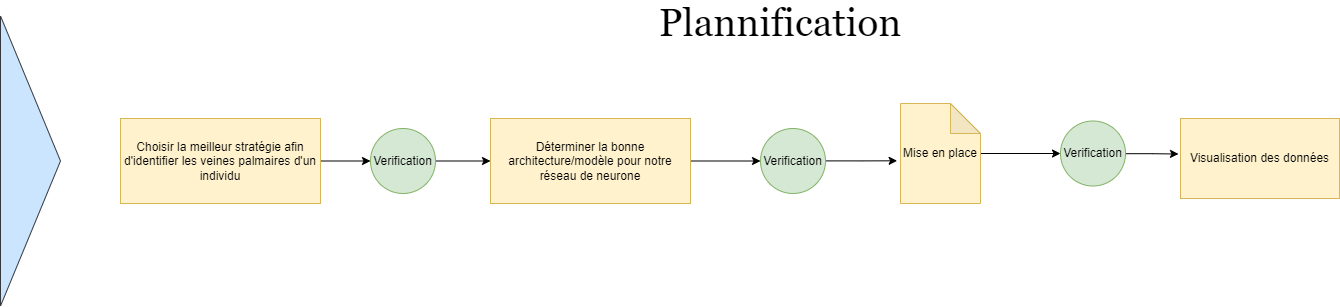 Plannification
Choisir la meilleur stratégie afin
d'identifier les veines palmaires d'un
individu
Verification
Déterminer la bonne
architecture/modèle pour notre
réseau de neurone
Verification
Mise en place
Verification
Visualisation des données